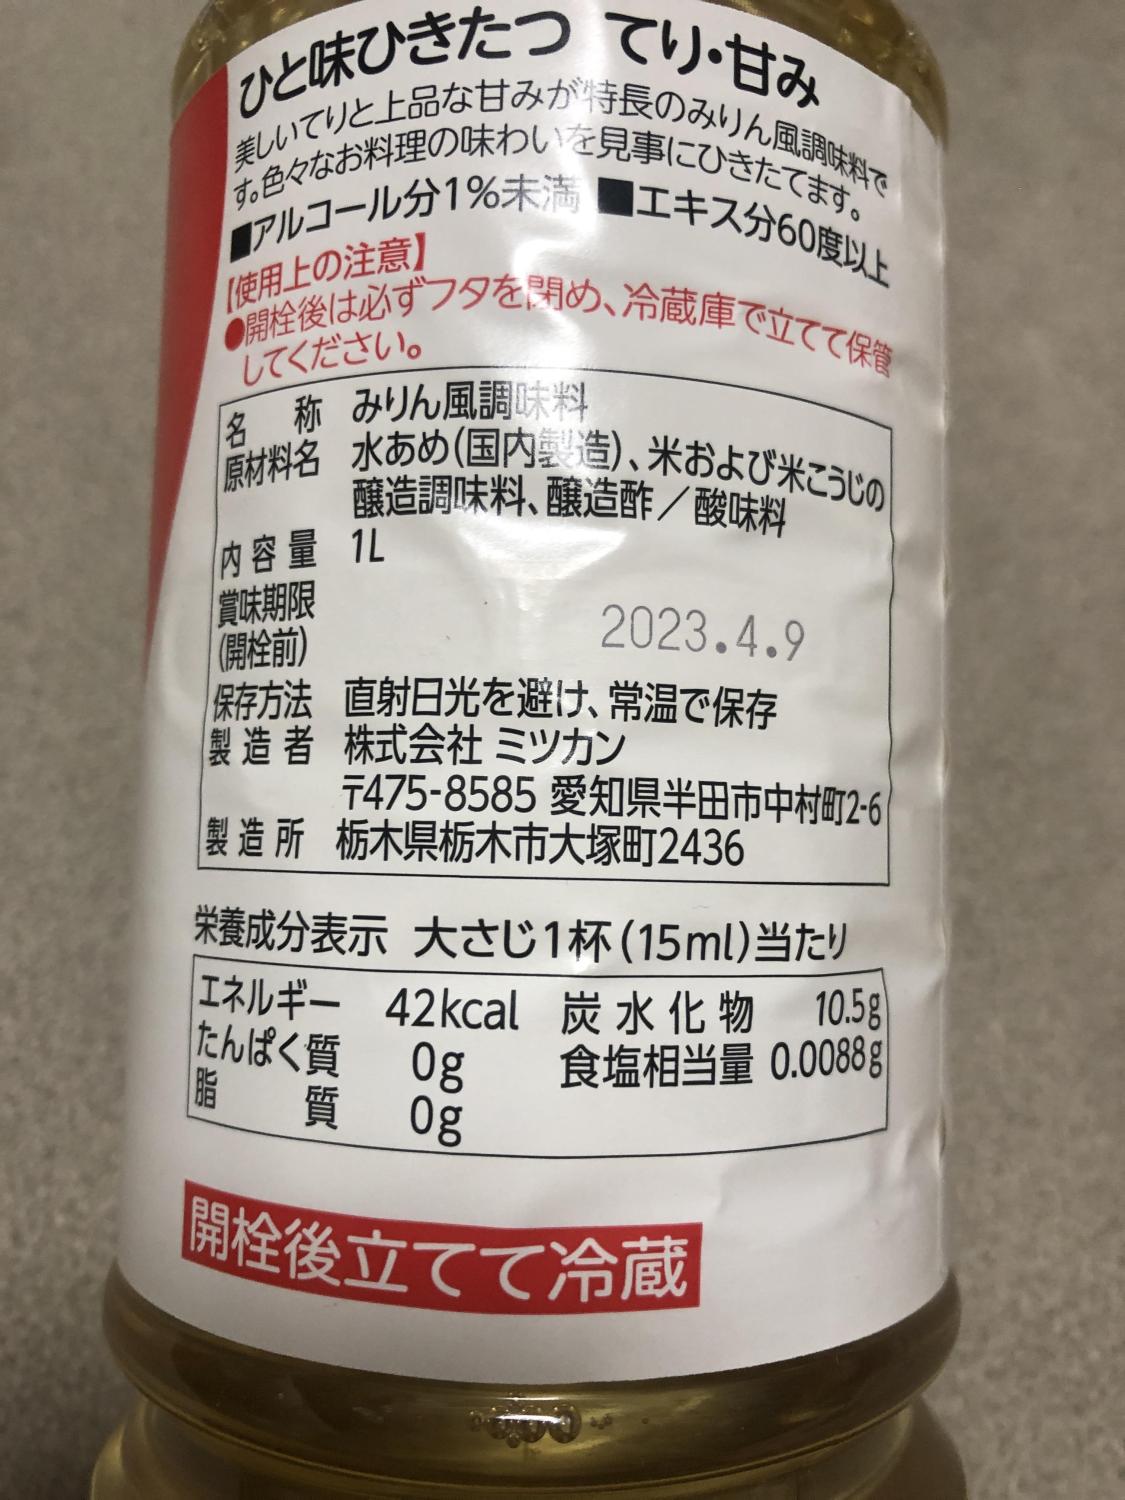 ひと味ひきたつ てり・甘み
美しいてりと上品な甘みが特長のみりん風調味料で
す。色々なお料理の味わいを見事にひきたてます。
■アルコール分1%未満 ■エキス分60度以上
【使用上の注意】
●開栓後は必ずフタを閉め、冷蔵庫で立てて保管
してください。
名称 みりん風調味料
原材料名 水あめ(国内製造)、米および米こうじの
醸造調味料、醸造酢/酸味料
内容量 1L
賞味期限
(開栓前) 2023.4.9
保存方法 直射日光を避け、常温で保存
製造者 株式会社 ミツカン
〒475-8585 愛知県半田市中村町2-6
製造所 栃木県栃木市大塚町2436
栄養成分表示 大さじ1杯(15ml)当たり
エネルギー 42kcal 炭水化物 10.5g
たんぱく質 0g 食塩相当量 0.0088g
脂質 0g
開栓後立てて冷蔵